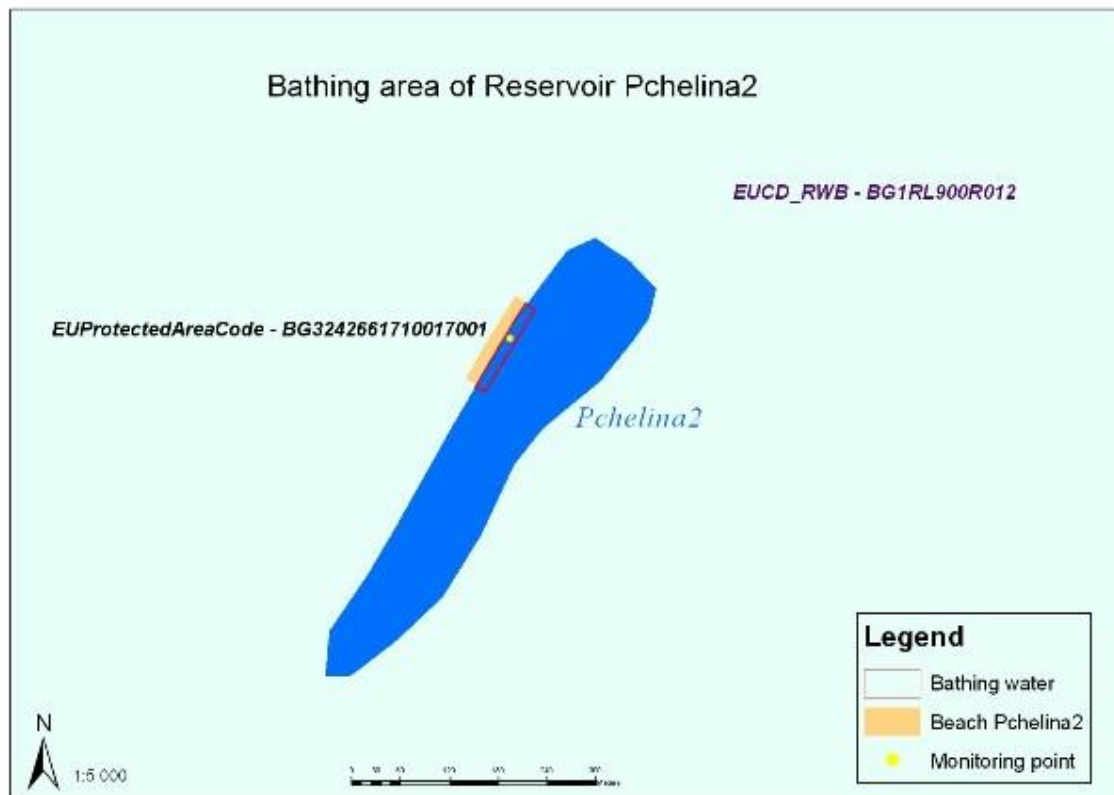 Bathing area of Reservoir Pchelina2
EUCD_RWB - BG1RL900R012
EUProtectedAreaCode - BG3242661710017001
Pchelina2
Legend
Bathing water
Beach Pchelina2
Monitoring point
N
1:5 000